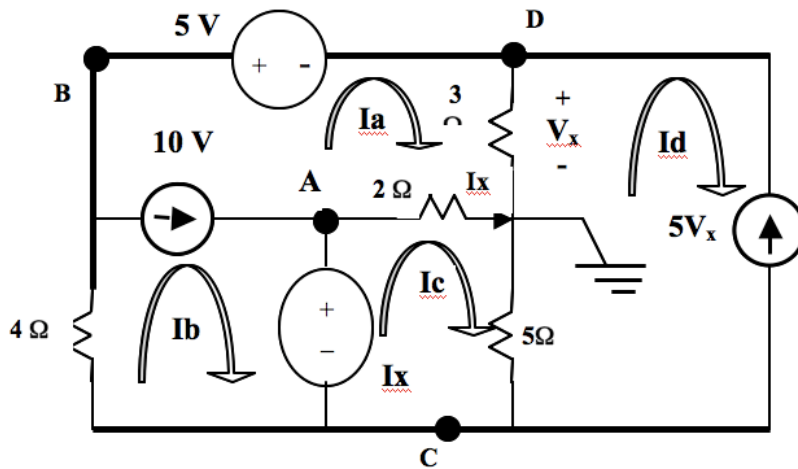 5 V
D
+ -
B
3
Ω
+
Vx
-
Ia
Id
10 V
A
2 Ω
Ix
5Vx
Ic
+
−
4 Ω
Ib
5Ω
Ix
C